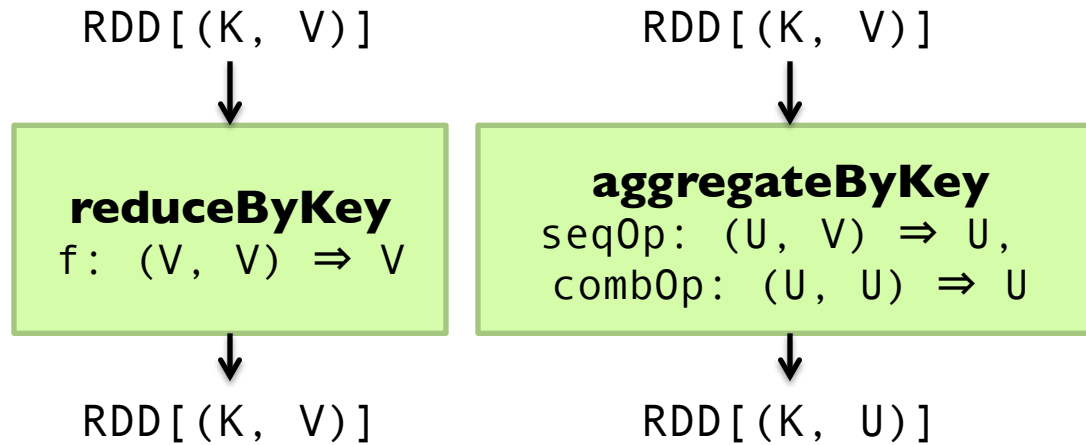 RDD[(K, V)]
reduceByKey
f: (V, V) ⇒ V
RDD[(K, V)]
RDD[(K, V)]
aggregateByKey
seqOp: (U, V) ⇒ U,
combOp: (U, U) ⇒ U
RDD[(K, U)]